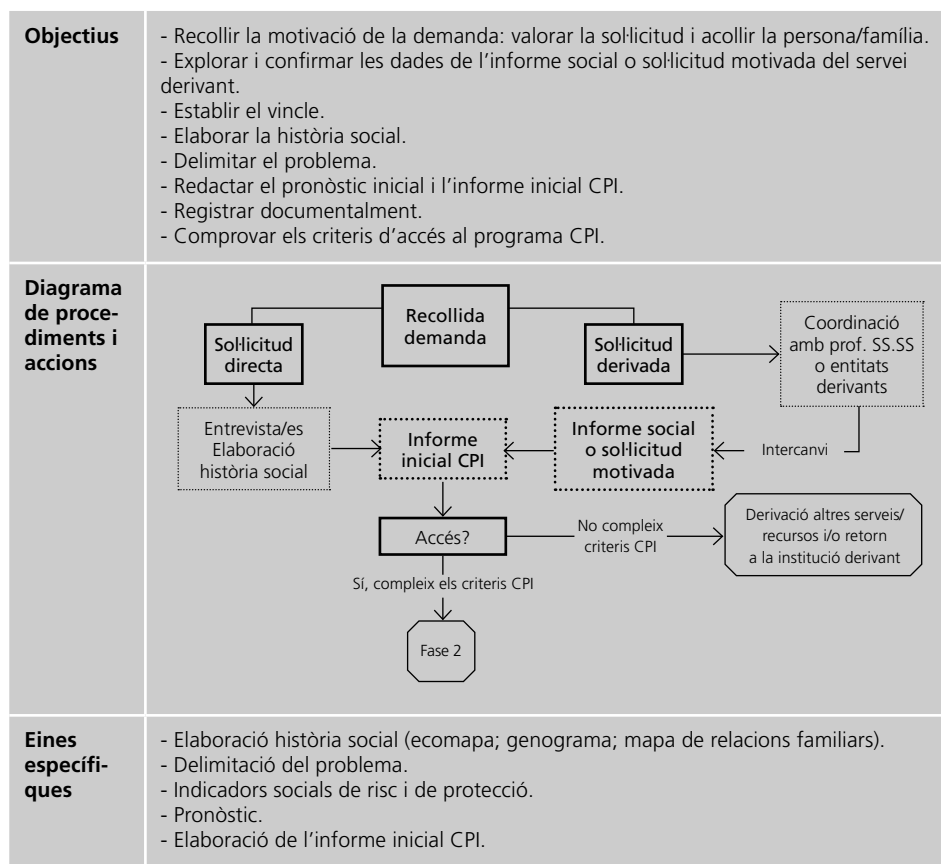 Objectius
- Recollir la motivació de la demanda: valorar la sol·licitud i acollir la persona/família.
- Explorar i confirmar les dades de l’informe social o sol·licitud motivada del servei
derivant.
- Establir el vincle.
- Elaborar la història social.
- Delimitar el problema.
- Redactar el pronòstic inicial i l’informe inicial CPI.
- Registrar documentalment.
- Comprovar els criteris d’accés al programa CPI.
Diagrama
de proce-
diments i
accions
Recollida
demanda
Sol·licitud
directa
Sol·licitud
derivada
Coordinació
amb prof. SS.SS
o entitats
derivants
Entrevista/es
Elaboració
història social
Informe
inicial CPI
Informe social
o sol·licitud
motivada
Intercanvi
Accés?
No compleix
criteris CPI
Derivació altres serveis/
recursos i/o retorn
a la institució derivant
Sí, compleix els criteris CPI
Fase 2
Eines
específi-
ques
- Elaboració història social (ecomapa; genograma; mapa de relacions familiars).
- Delimitació del problema.
- Indicadors socials de risc i de protecció.
- Pronòstic.
- Elaboració de l’informe inicial CPI.